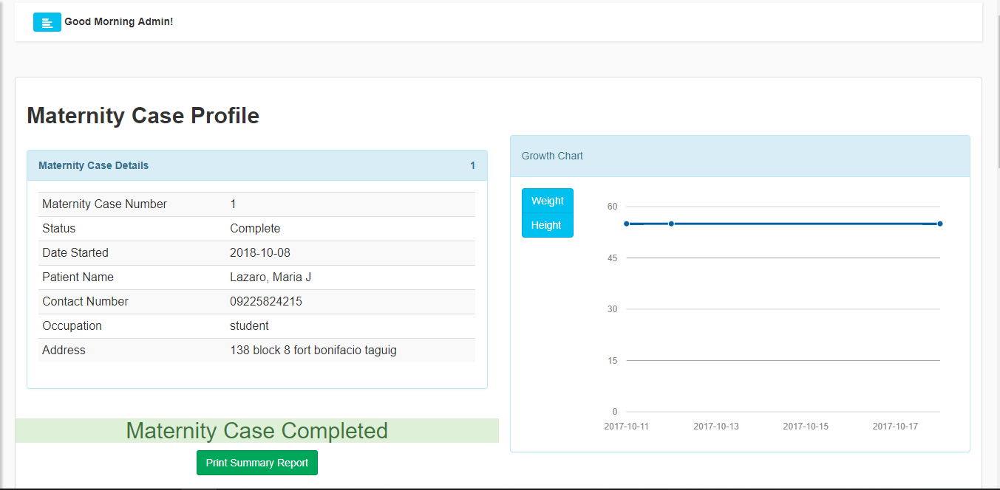 Good Morning Admin!
Maternity Case Profile
Maternity Case Details 1
Maternity Case Number 1
Status Complete
Date Started 2018-10-08
Patient Name Lazaro, Maria J
Contact Number 09225824215
Occupation student
Address 138 block 8 fort bonifacio taguig
Maternity Case Completed
Print Summary Report
Growth Chart
Weight
Height
60
45
30
15
0
2017-10-11 2017-10-13 2017-10-15 2017-10-17